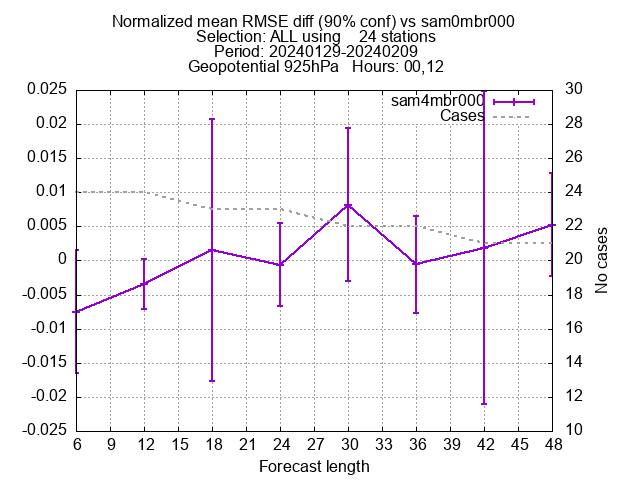 Normalized mean RMSE diff (90% conf) vs sam0mbr000
Selection: ALL using    24 stations
Period: 20240129-20240209
Geopotential 925hPa   Hours: 00,12
sam4mbr000
Cases
0.025
0.02
0.015
0.01
0.005
0
-0.005
-0.01
-0.015
-0.02
-0.025
30
28
26
24
22
20
18
16
14
12
10
No cases
6 9 12 15 18 21 24 27 30 33 36 39 42 45 48
Forecast length